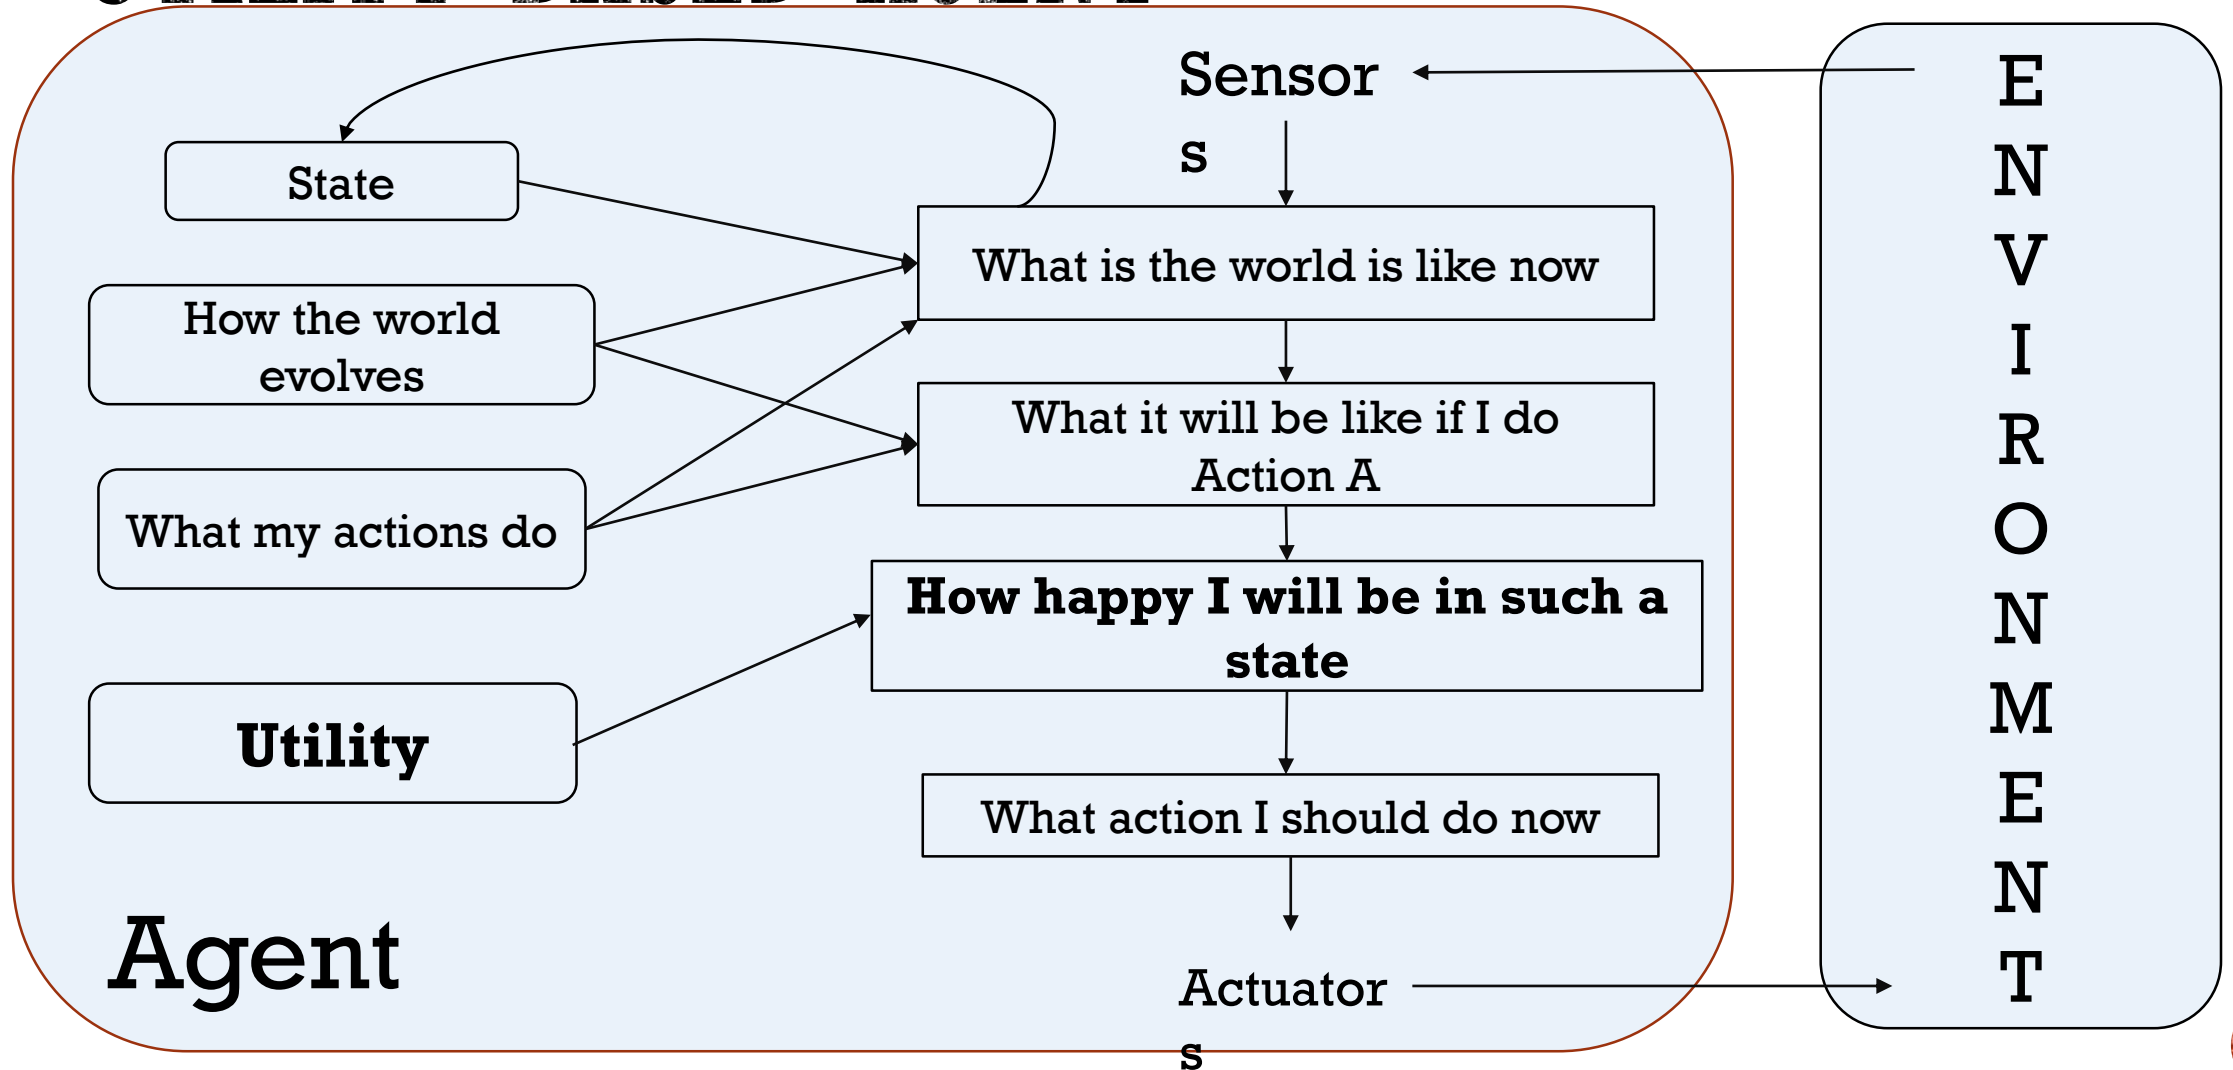 Sensor
s
State
What is the world is like now
How the world
evolves
What it will be like if I do
Action A
What my actions do
How happy I will be in such a
state
Utility
What action I should do now
Agent
Actuator
s
E
N
V
I
R
O
N
M
E
N
T